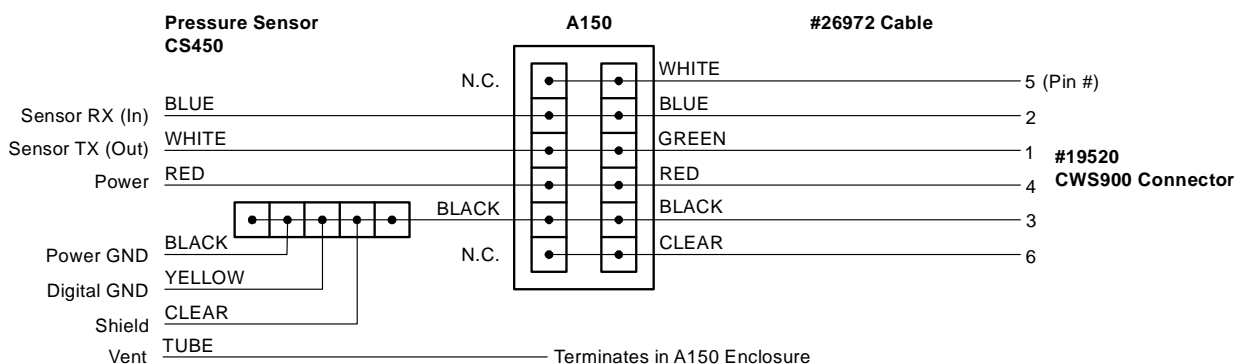 Pressure Sensor A150 #26972 Cable
CS450
N.C. WHITE 5 (Pin #)
Sensor RX (In) BLUE BLUE 2
Sensor TX (Out) WHITE GREEN 1
#19520
CWS900 Connector
Power RED RED 4
BLACK BLACK 3
Power GND BLACK N.C. CLEAR 6
Digital GND YELLOW
Shield CLEAR
Vent TUBE Terminates in A150 Enclosure